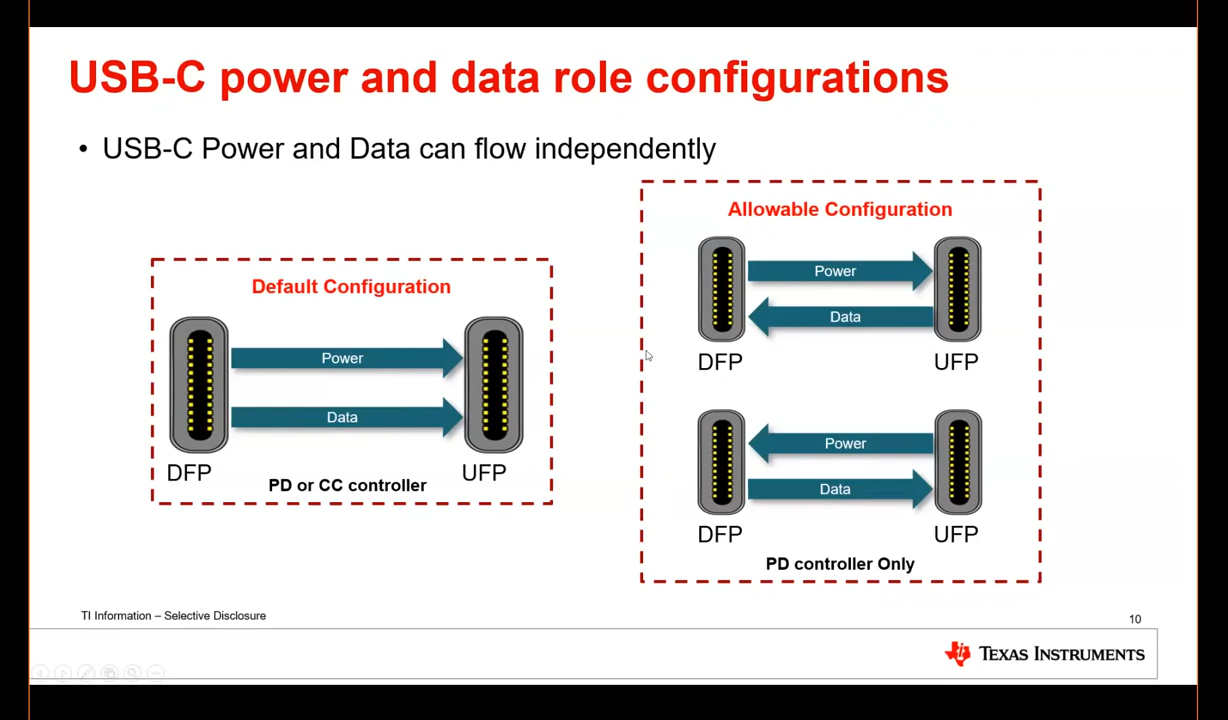 USB-C power and data role configurations
• USB-C Power and Data can flow independently
Default Configuration
Power
Data
DFP
UFP
PD or CC controller
Allowable Configuration
Power
Data
DFP
UFP
Power
Data
DFP
UFP
PD controller Only
TI Information – Selective Disclosure
10
TEXAS INSTRUMENTS